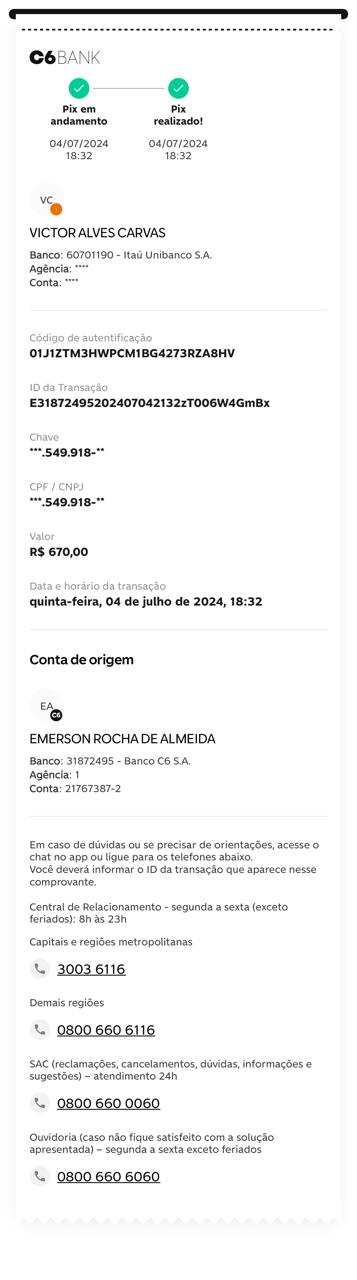 C6BANK
Pix em andamento
Pix realizado!
04/07/2024 18:32
04/07/2024 18:32
VC
VICTOR ALVES CARVAS
Banco: 60701190 - Itaú Unibanco S.A.
Agência: ****
Conta: ****
Código de autentificação
01J1ZTM3HWPCM1BG4273RZA8HV
ID da Transação
E31872495202407042132zT006W4GmBx
Chave
***.549.918-**
CPF / CNPJ
***.549.918-**
Valor
R$ 670,00
Data e horário da transação
quinta-feira, 04 de julho de 2024, 18:32
Conta de origem
EA
C6
EMERSON ROCHA DE ALMEIDA
Banco: 31872495 - Banco C6 S.A.
Agência: 1
Conta: 21767387-2
Em caso de dúvidas ou se precisar de orientações, acesse o
chat no app ou ligue para os telefones abaixo.
Você deverá informar o ID da transação que aparece nesse
comprovante.
Central de Relacionamento - segunda a sexta (exceto
feriados): 8h às 23h
Capitais e regiões metropolitanas
3003 6116
Demais regiões
0800 660 6116
SAC (reclamações, cancelamentos, dúvidas, informações e
sugestões) – atendimento 24h
0800 660 0060
Ouvidoria (caso não fique satisfeito com a solução
apresentada) – segunda a sexta exceto feriados
0800 660 6060